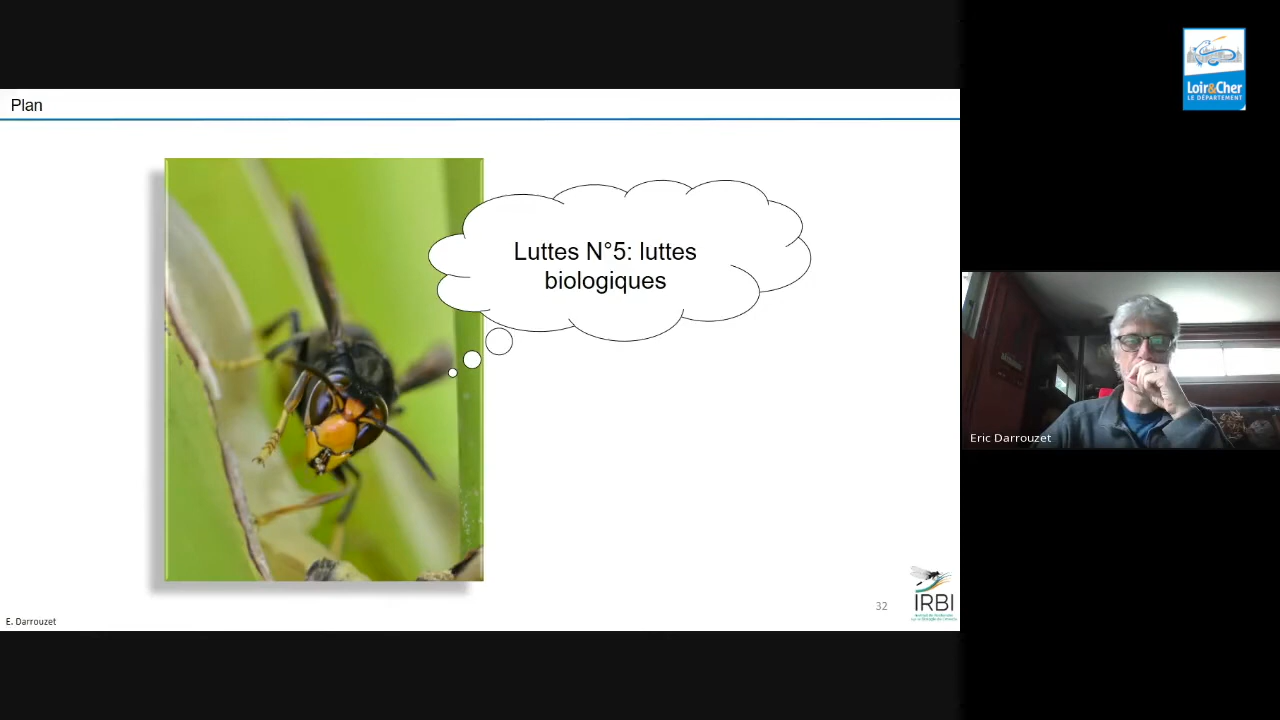 Plan
Luttes N°5: luttes
biologiques
Loir&Cher
LE DÉPARTEMENT
Eric Darrouzet
32
IRBI
E. Darrouzet